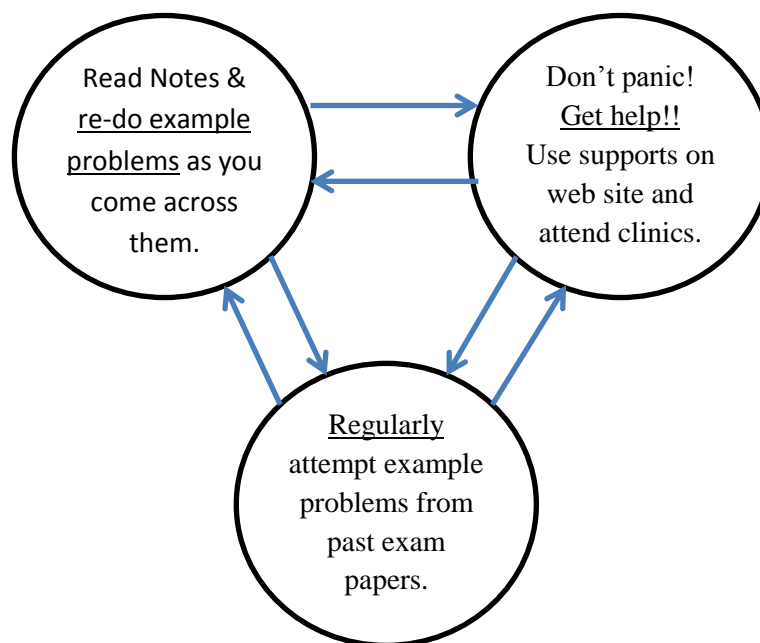 Read Notes &
re-do example
problems as you
come across
them.
Don’t panic!
Get help!!
Use supports on
web site and
attend clinics.
Regularly
attempt example
problems from
past exam
papers.